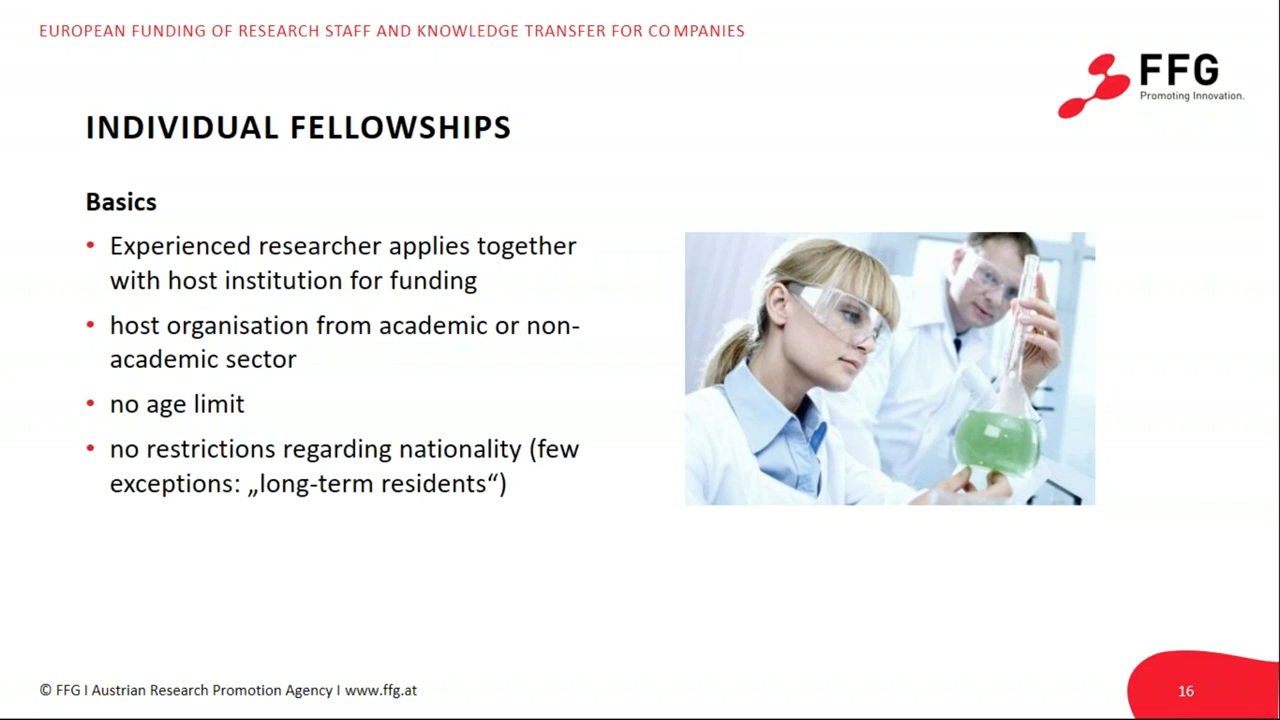 EUROPEAN FUNDING OF RESEARCH STAFF AND KNOWLEDGE TRANSFER FOR COMPANIES
FFG
Promoting Innovation.
INDIVIDUAL FELLOWSHIPS
Basics
• Experienced researcher applies together
with host institution for funding
• host organisation from academic or non-
academic sector
• no age limit
• no restrictions regarding nationality (few
exceptions: „long-term residents“)
© FFG I Austrian Research Promotion Agency I www.ffg.at
16